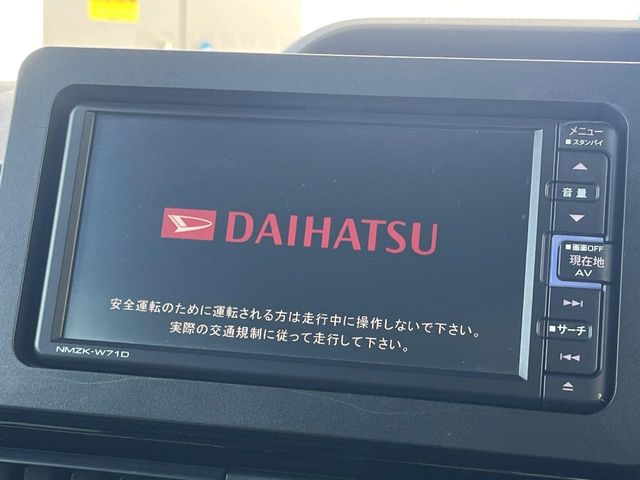 メニュー
■スタンバイ
音量
■画面OFF
現在地
AV
■サーチ
DAIHATSU
安全運転のために運転される方は走行中に操作しないで下さい。
実際の交通規制に従って走行して下さい。
NMZK-W71D